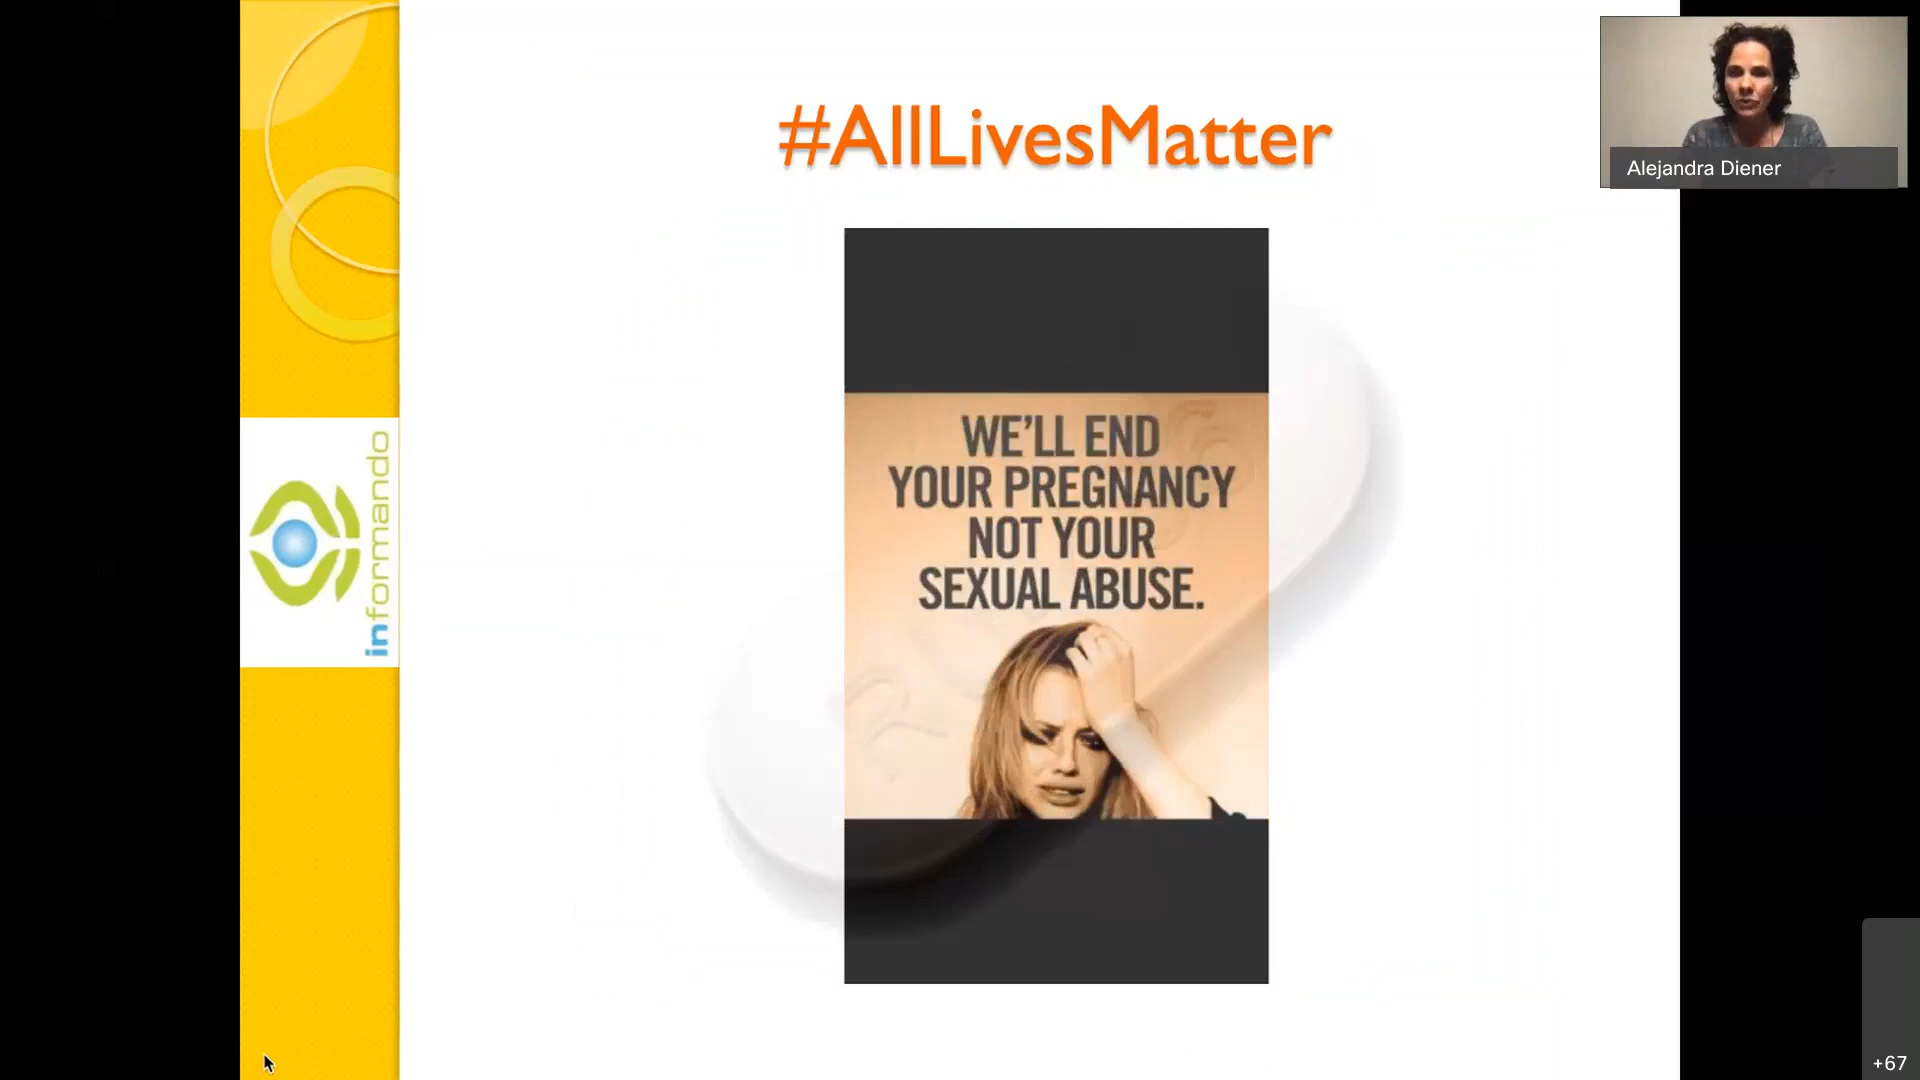 #AllLivesMatter
Alejandra Diener
WE'LL END
YOUR PREGNANCY
NOT YOUR
SEXUAL ABUSE.
informando
+67